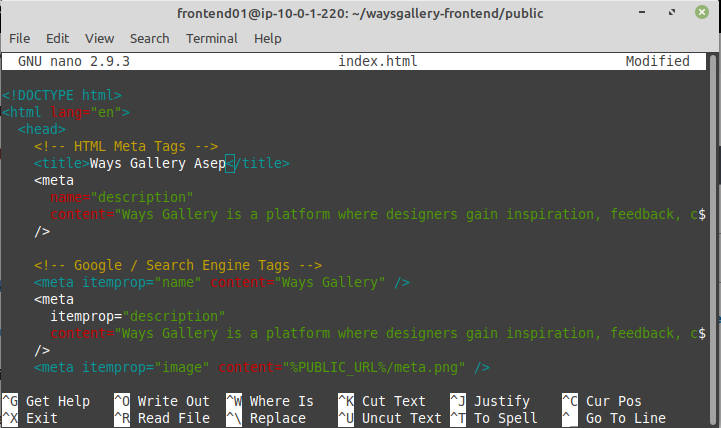 frontend01@ip-10-0-1-220: ~/waysgallery-frontend/public
File Edit View Search Terminal Help
GNU nano 2.9.3 index.html Modified
<!DOCTYPE html>
<html lang="en">
<head>
<!-- HTML Meta Tags -->
<title>Ways Gallery Asep</title>
<meta
name="description"
content="Ways Gallery is a platform where designers gain inspiration, feedback, c$
/>
<!-- Google / Search Engine Tags -->
<meta itemprop="name" content="Ways Gallery" />
<meta
itemprop="description"
content="Ways Gallery is a platform where designers gain inspiration, feedback, c$
/>
<meta itemprop="image" content="%PUBLIC_URL%/meta.png" />
^G Get Help ^O Write Out ^W Where Is ^K Cut Text ^J Justify ^C Cur Pos
^X Exit ^R Read File ^\ Replace ^U Uncut Text ^T To Spell ^_ Go To Line